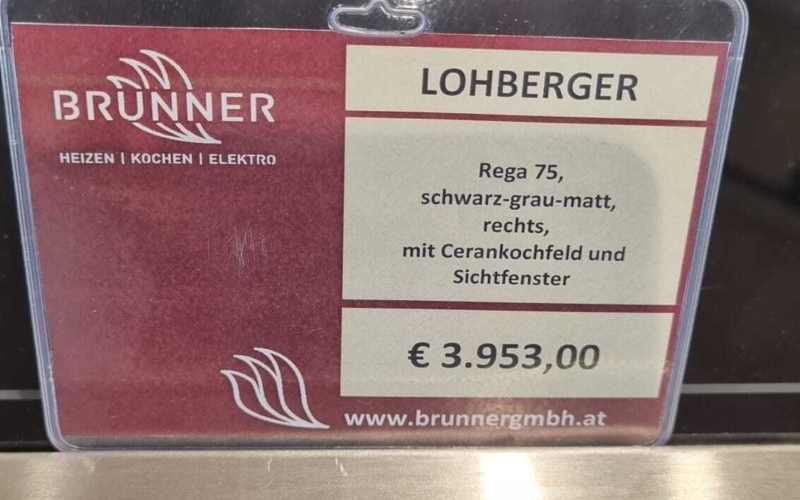 BRUNNER
HEIZEN | KOCHEN | ELEKTRO
LOHBERGER
Rega 75,
schwarz-grau-matt,
rechts,
mit Cerankochfeld und
Sichtfenster
€ 3.953,00
www.brunnergmbh.at